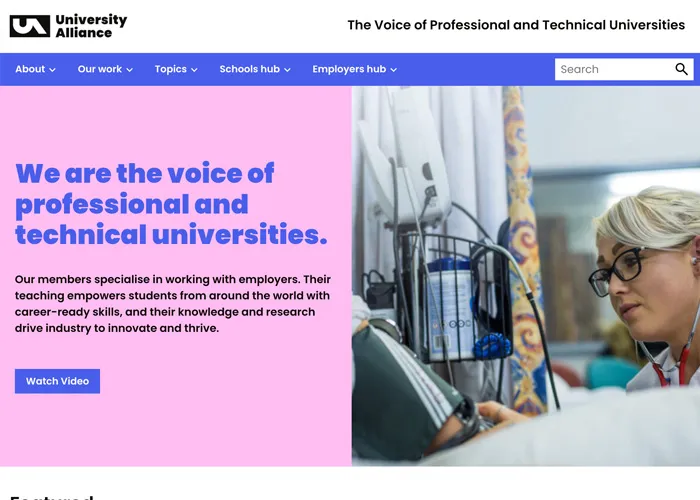 University
Alliance
The Voice of Professional and Technical Universities
About
Our work
Topics
Schools hub
Employers hub
Search
We are the voice of
professional and
technical universities.
Our members specialise in working with employers. Their
teaching empowers students from around the world with
career-ready skills, and their knowledge and research
drive industry to innovate and thrive.
Watch Video
Featured